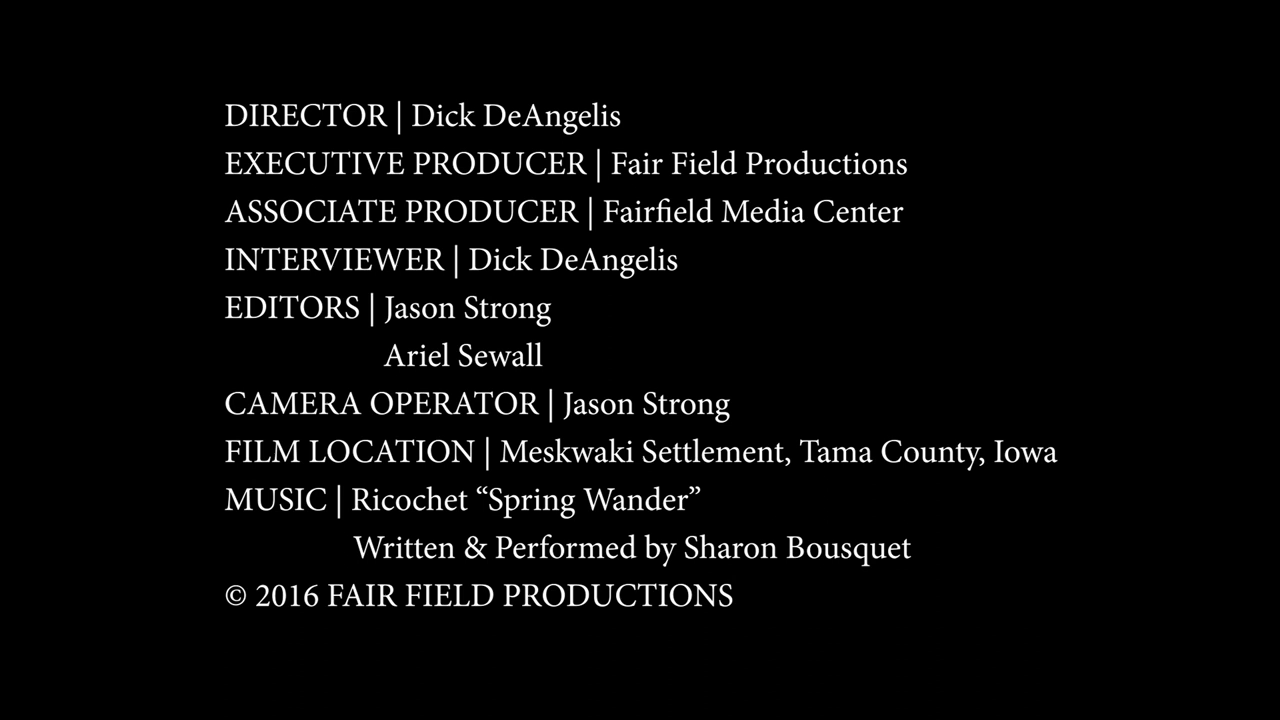 DIRECTOR | Dick DeAngelis
EXECUTIVE PRODUCER | Fair Field Productions
ASSOCIATE PRODUCER | Fairfield Media Center
INTERVIEWER | Dick DeAngelis
EDITORS | Jason Strong
Ariel Sewall
CAMERA OPERATOR | Jason Strong
FILM LOCATION | Meskwaki Settlement, Tama County, Iowa
MUSIC | Ricochet “Spring Wander”
Written & Performed by Sharon Bousquet
© 2016 FAIR FIELD PRODUCTIONS